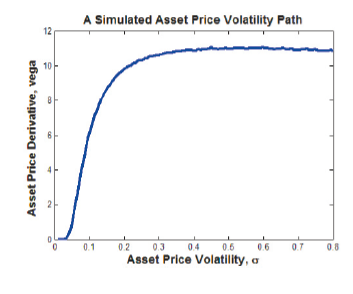 A Simulated Asset Price Volatility Path
Asset Price Derivative, vega
12
10
8
6
4
2
0
0 0.1 0.2 0.3 0.4 0.5 0.6 0.7 0.8
Asset Price Volatility, σ